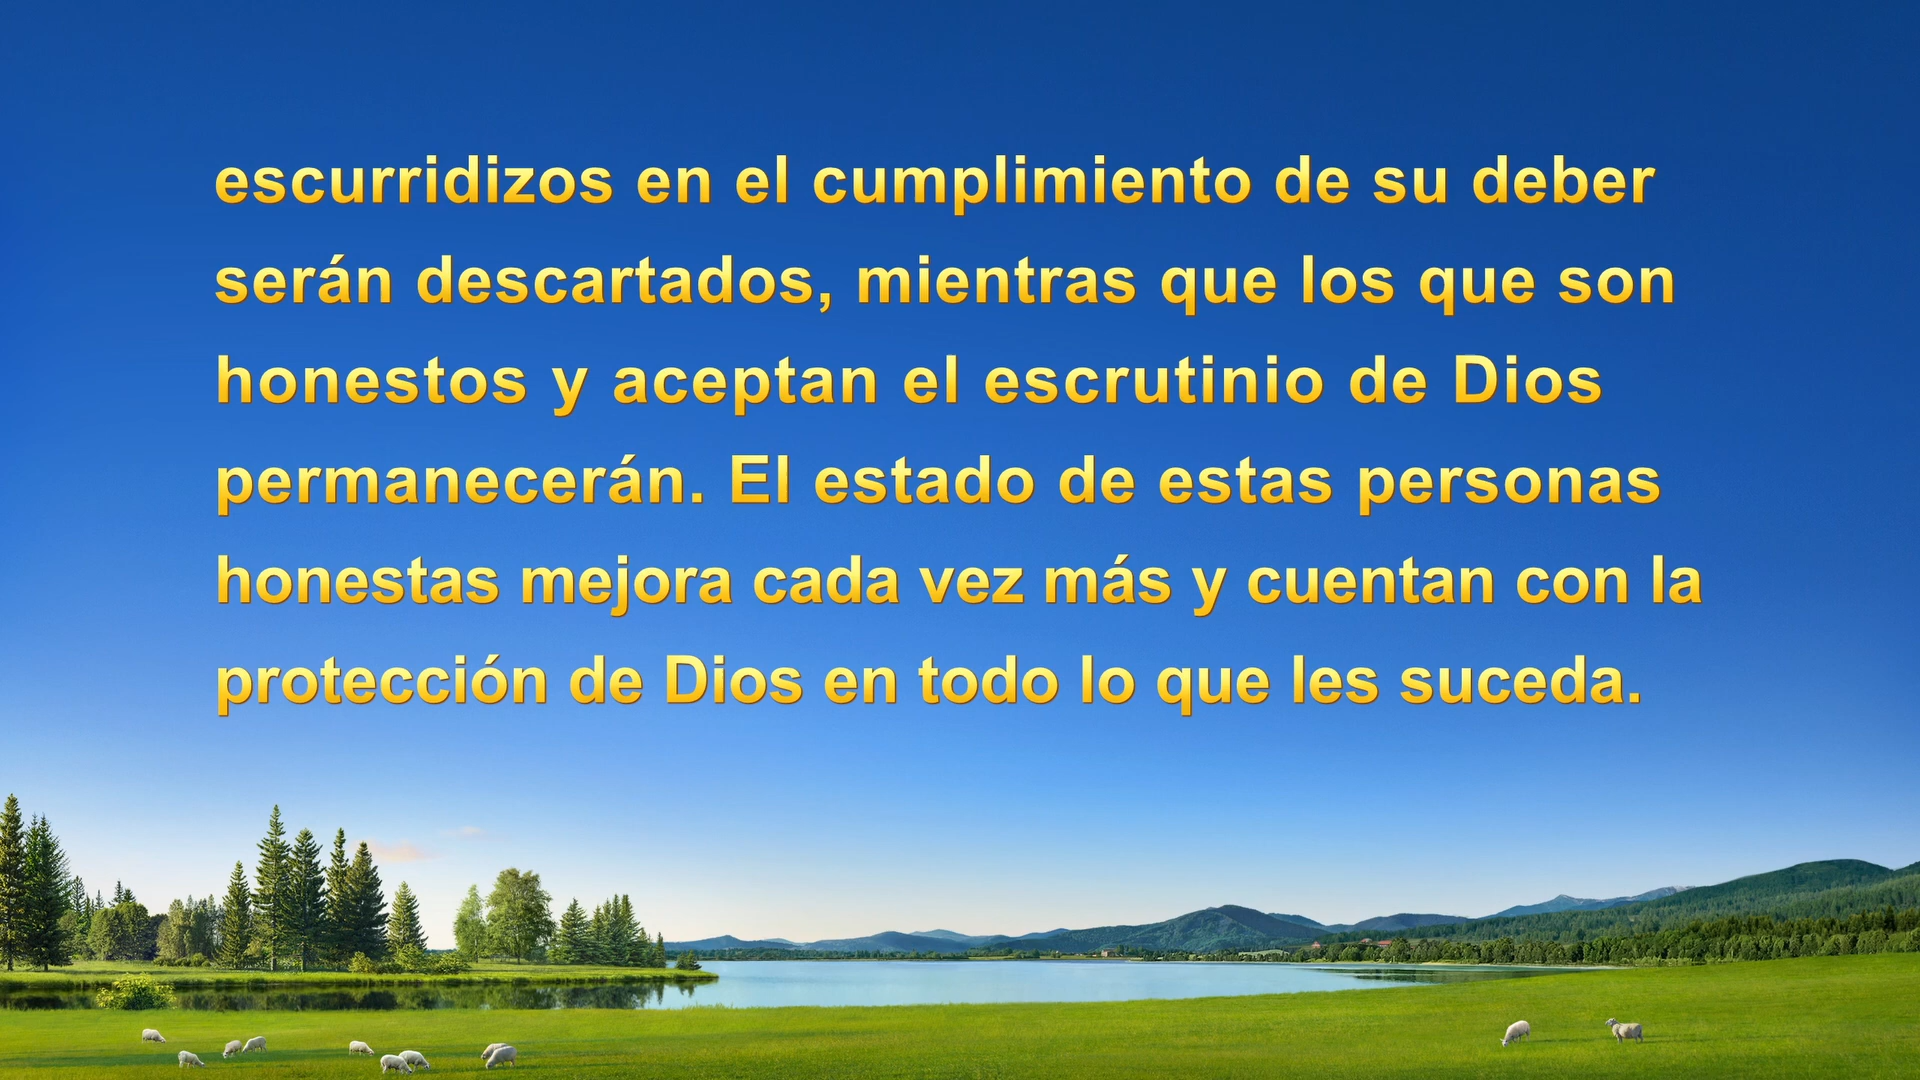 escurridizos en el cumplimiento de su deber
serán descartados, mientras que los que son
honestos y aceptan el escrutinio de Dios
permanecerán. El estado de estas personas
honestas mejora cada vez más y cuentan con la
protección de Dios en todo lo que les suceda.